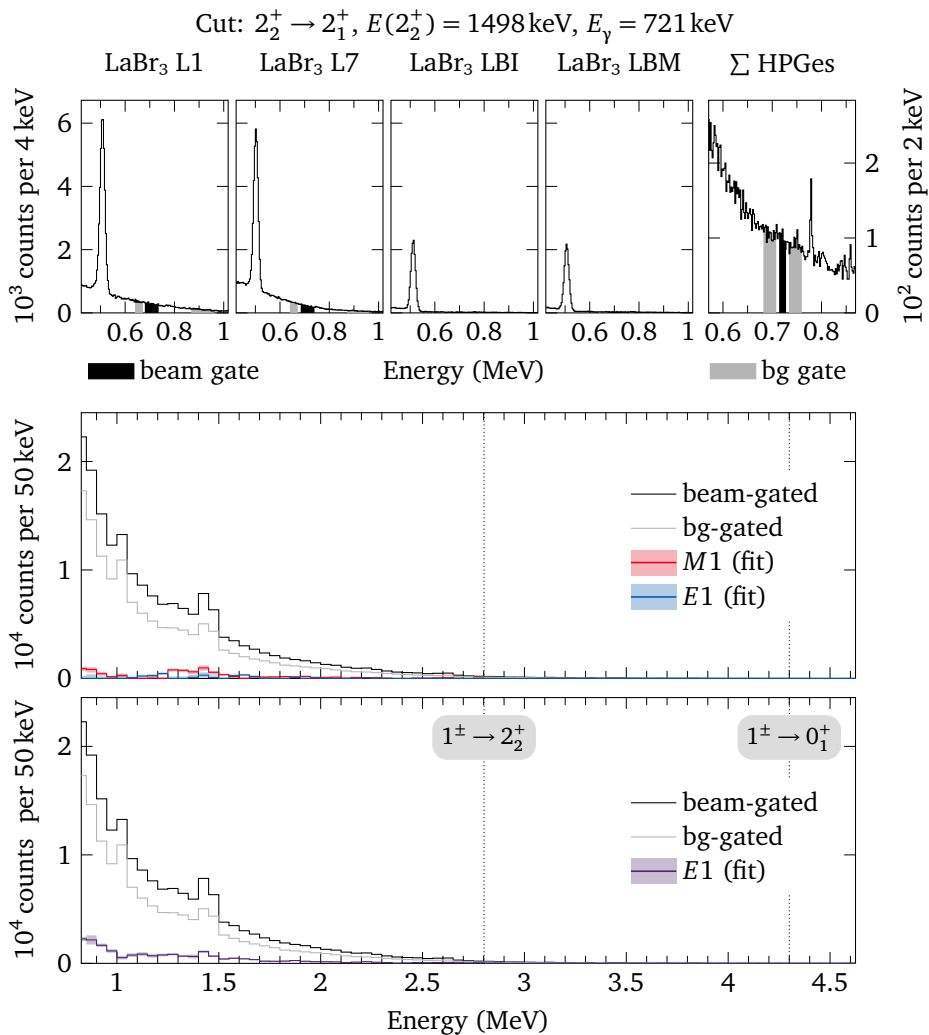 Cut: 2₂⁺ → 2₁⁺, E(2₂⁺) = 1498 keV, Eγ = 721 keV
LaBr₃ L1 LaBr₃ L7 LaBr₃ LBI LaBr₃ LBM ∑ HPGes
10³ counts per 4 keV
0 2 4 6
0.6 0.8 1 0.6 0.8 1 0.6 0.8 1 0.6 0.8 1 0.6 0.7 0.8
0 1 2
10² counts per 2 keV
beam gate Energy (MeV) bg gate
10⁴ counts per 50 keV
0 1 2
beam-gated
bg-gated
M1 (fit)
E1 (fit)
10⁴ counts per 50 keV
0 1 2
1± → 2₂⁺ 1± → 0₁⁺
beam-gated
bg-gated
E1 (fit)
1 1.5 2 2.5 3 3.5 4 4.5
Energy (MeV)